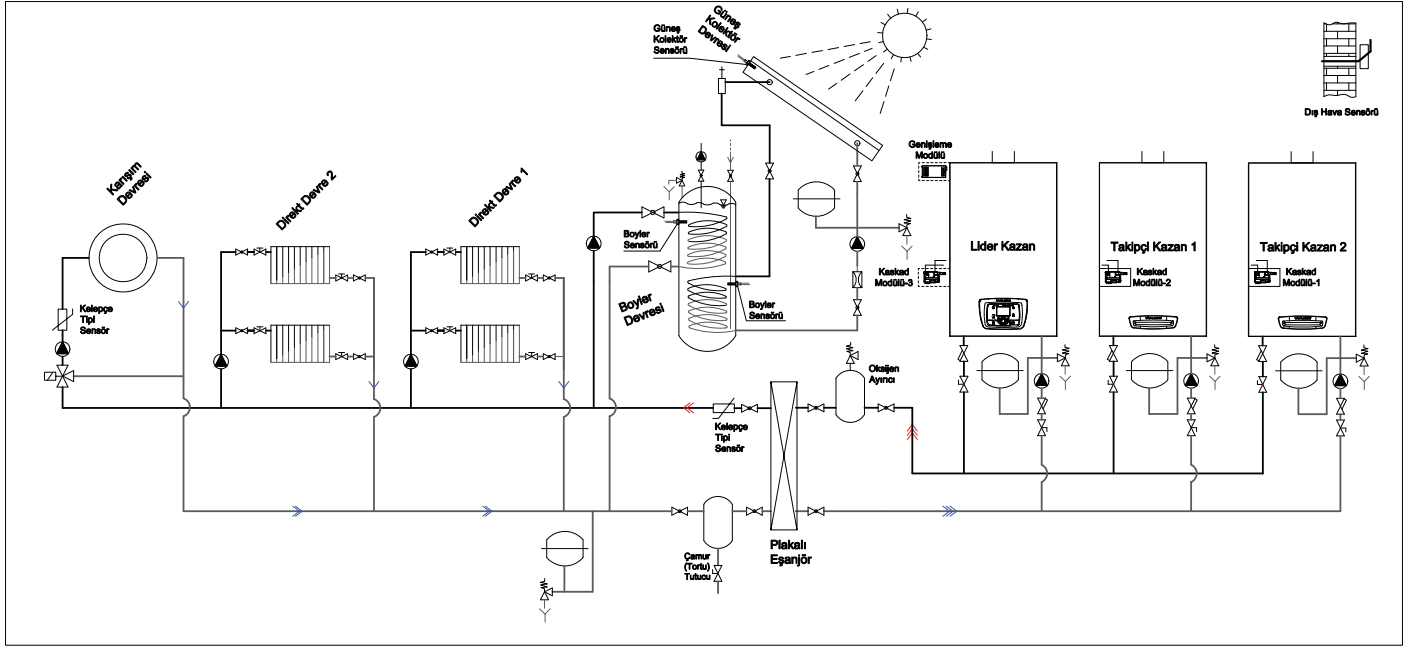 Güneş
Kolektör
Sensörü
Güneş
Kolektör
Devresi
Dış Hava Sensörü
Karışım
Devresi
Direkt Devre 2
Direkt Devre 1
Genişleme
Modülü
Boyler
Sensörü
Lider Kazan
Takipçi Kazan 1
Takipçi Kazan 2
Kaskad
Modülü-3
Kaskad
Modülü-2
Kaskad
Modülü-1
Kelepçe
Tipi
Sensör
Boyler
Devresi
Boyler
Sensörü
Oksijen
Ayırıcı
Kelepçe
Tipi
Sensör
Plakalı
Eşanjör
Çamur
(Tortu)
Tutucu